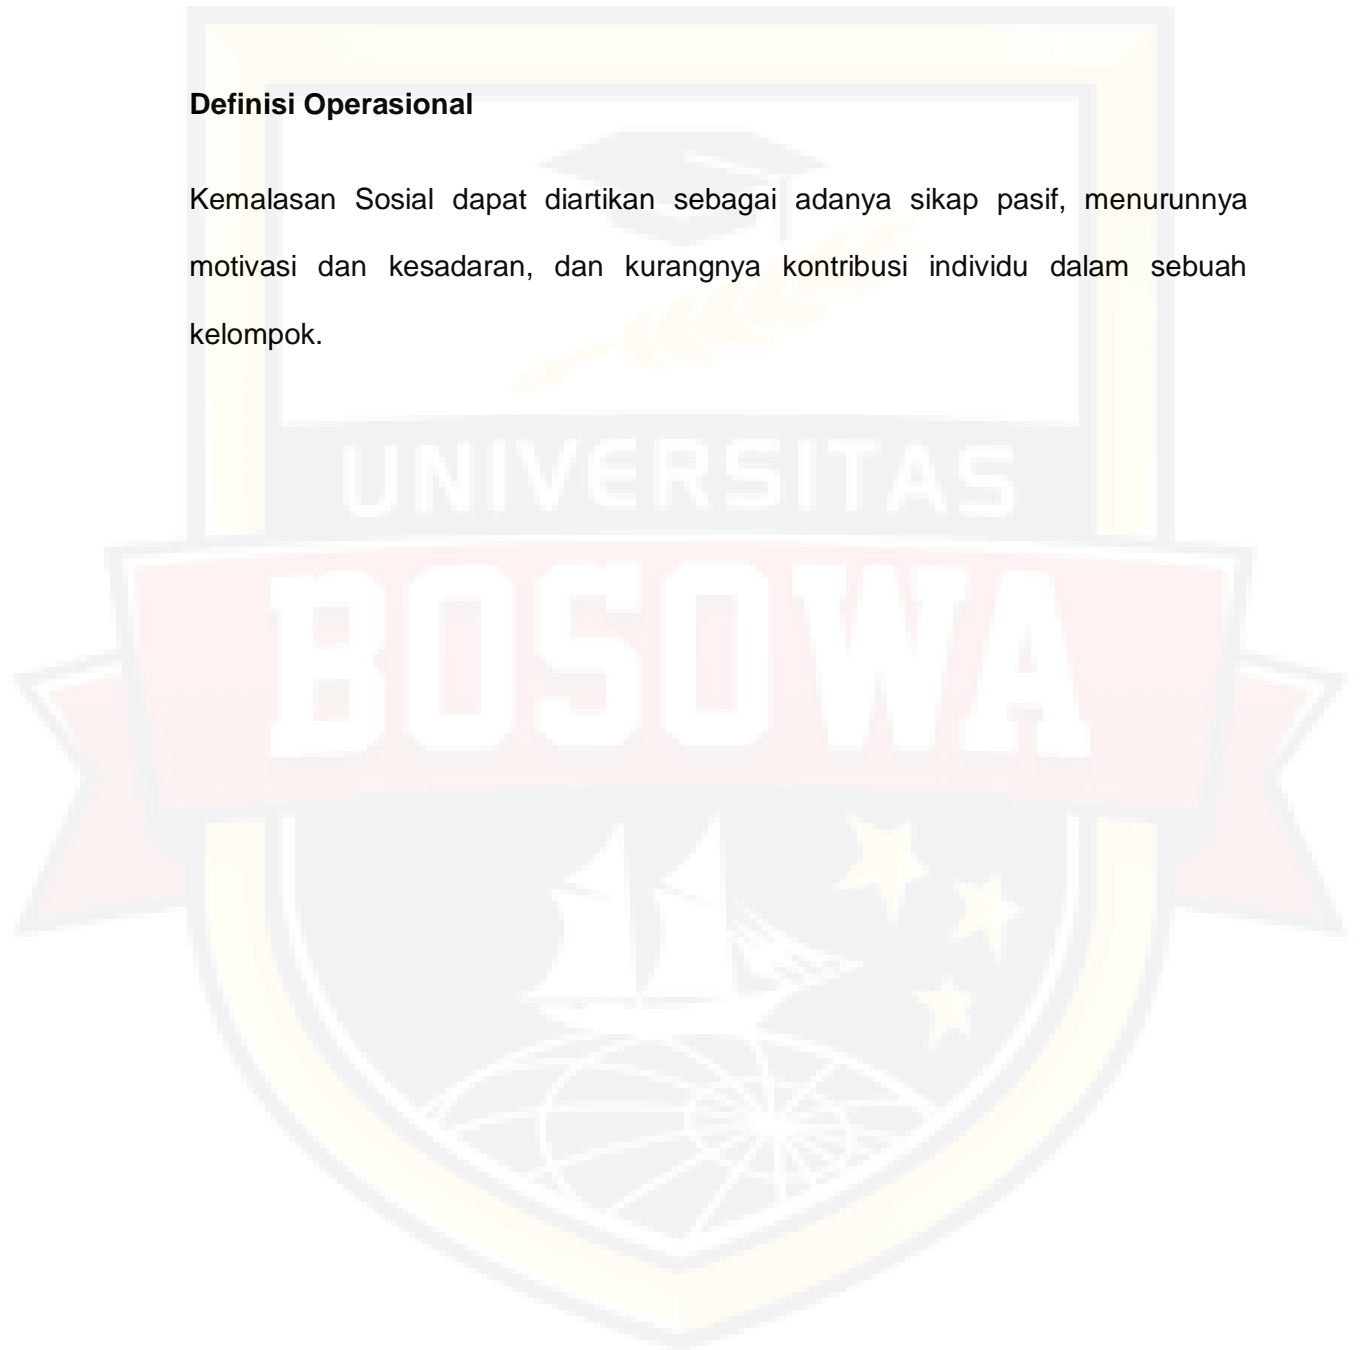 Definisi Operasional
Kemalasan Sosial dapat diartikan sebagai adanya sikap pasif, menurunnya
motivasi dan kesadaran, dan kurangnya kontribusi individu dalam sebuah
kelompok.
UNIVERSITAS
BOSOWA